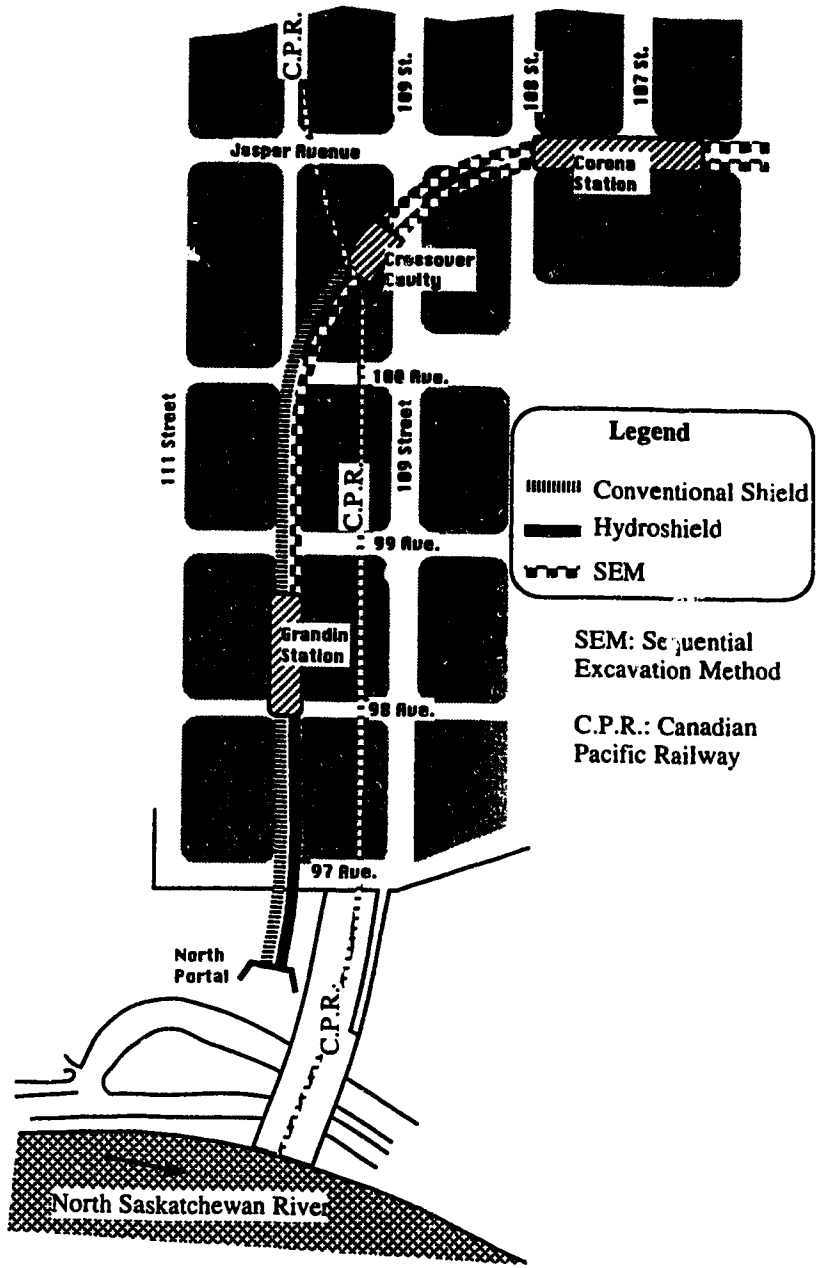 C.P.R.
109 St.
108 St.
107 St.
Jasper Avenue
Corona
Station
Crossover
Cavity
100 Ave.
111 Street
109 Street
Legend
Conventional Shield
Hydroshield
SEM
C.P.R.
99 Ave.
Grandin
Station
SEM: Sequential
Excavation Method
98 Ave.
C.P.R.: Canadian
Pacific Railway
97 Ave.
North
Portal
C.P.R.
North Saskatchewan River